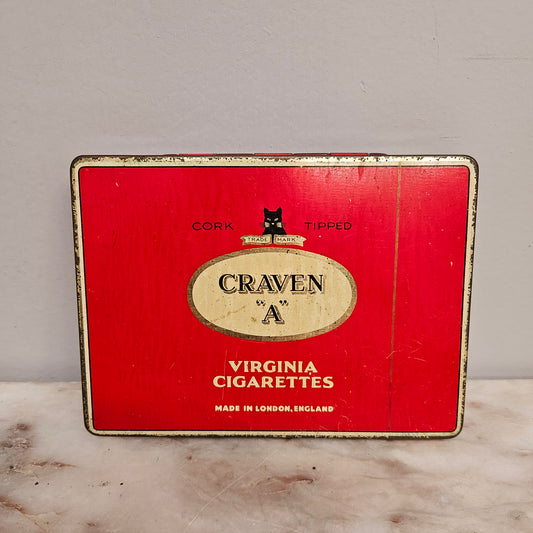 CORK TIPPED
TRADE MARK
CRAVEN
"A"
VIRGINIA
CIGARETTES
MADE IN LONDON, ENGLAND